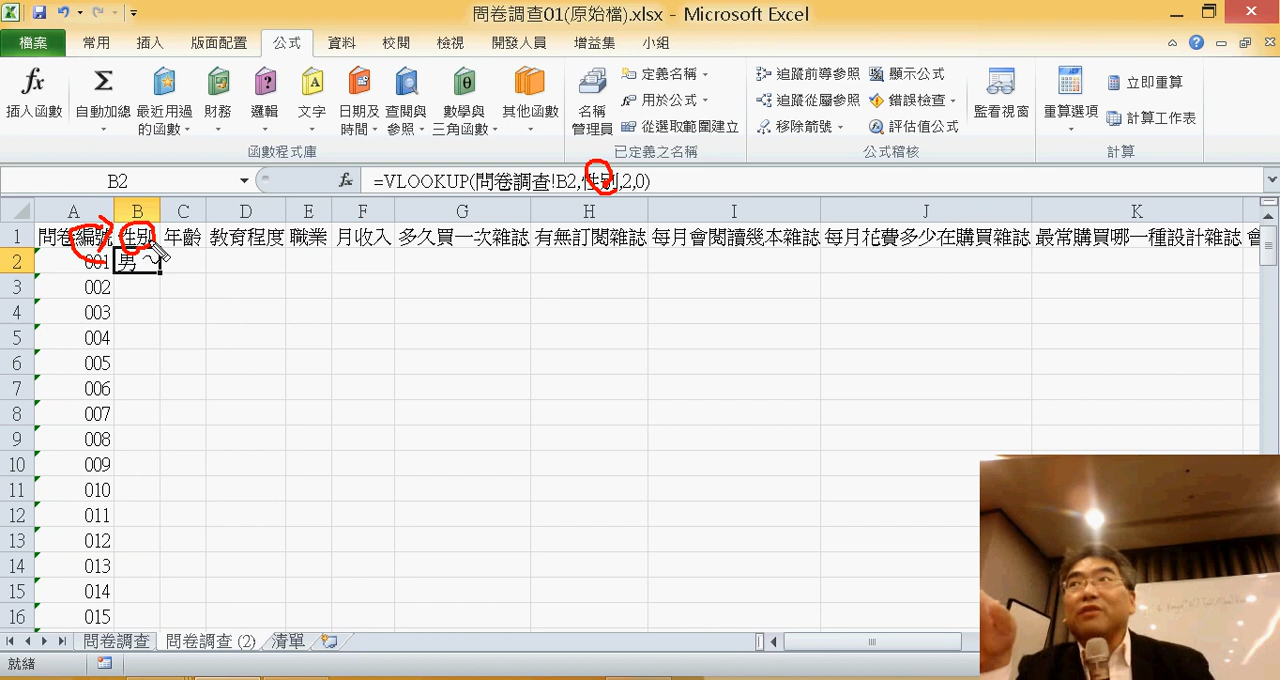 問卷調查01(原始檔).xlsx - Microsoft Excel
檔案 常用 插入 版面配置 公式 資料 校閱 檢視 開發人員 增益集 小組
fx Σ A θ ?
插入函數 自動加總 最近用過的函數 財務 邏輯 文字 日期及時間 查閱與參照 數學與三角函數 其他函數
函數程式庫
名稱管理員 定義名稱 用於公式 從選取範圍建立
已定義之名稱
追蹤前導參照 顯示公式
追蹤從屬參照 錯誤檢查
移除箭號 評估值公式
監看視窗
公式稽核
重算選項 立即重算 計算工作表
計算
B2 fx =VLOOKUP(問卷調查!B2,性別,2,0)
A B C D E F G H I J K
1 問卷編號 性別 年齡 教育程度 職業 月收入 多久買一次雜誌 有無訂閱雜誌 每月會閱讀幾本雜誌 每月花費多少在購買雜誌 最常購買哪一種設計雜誌 會
2 001 男
3 002
4 003
5 004
6 005
7 006
8 007
9 008
10 009
11 010
12 011
13 012
14 013
15 014
16 015
問卷調查 問卷調查 (2) 清單
就緒